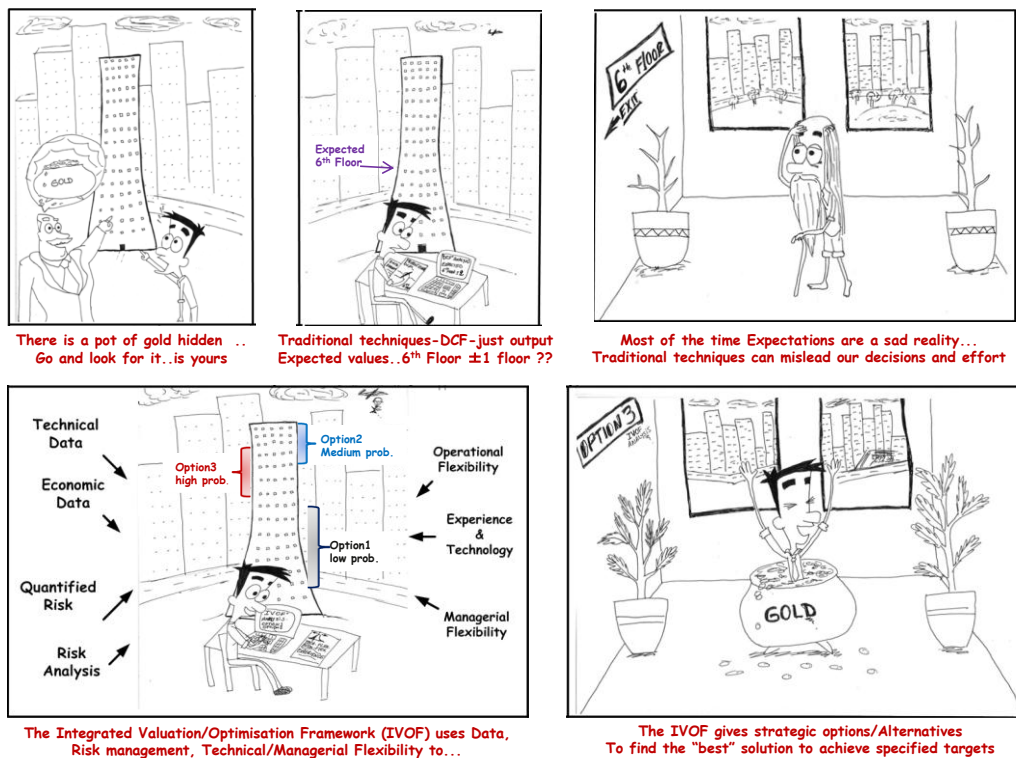 GOLD
There is a pot of gold hidden ..
Go and look for it..is yours
Expected
6th Floor
Traditional techniques-DCF-just output
Expected values..6th Floor ±1 floor ??
6TH FLOOR
EXIT
Most of the time Expectations are a sad reality...
Traditional techniques can mislead our decisions and effort
Technical
Data
Economic
Data
Quantified
Risk
Risk
Analysis
Option3
high prob.
Option2
Medium prob.
Option1
low prob.
Operational
Flexibility
Experience
&
Technology
Managerial
Flexibility
The Integrated Valuation/Optimisation Framework (IVOF) uses Data,
Risk management, Technical/Managerial Flexibility to...
OPTION 3
IVOF
ANALYSIS
GOLD
The IVOF gives strategic options/Alternatives
To find the “best” solution to achieve specified targets